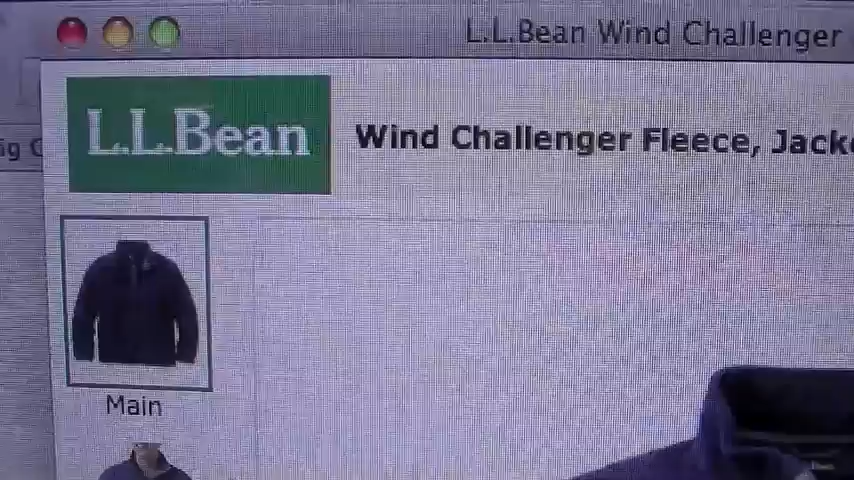 L.L.Bean Wind Challenger
L.L.Bean
Wind Challenger Fleece, Jack
Main